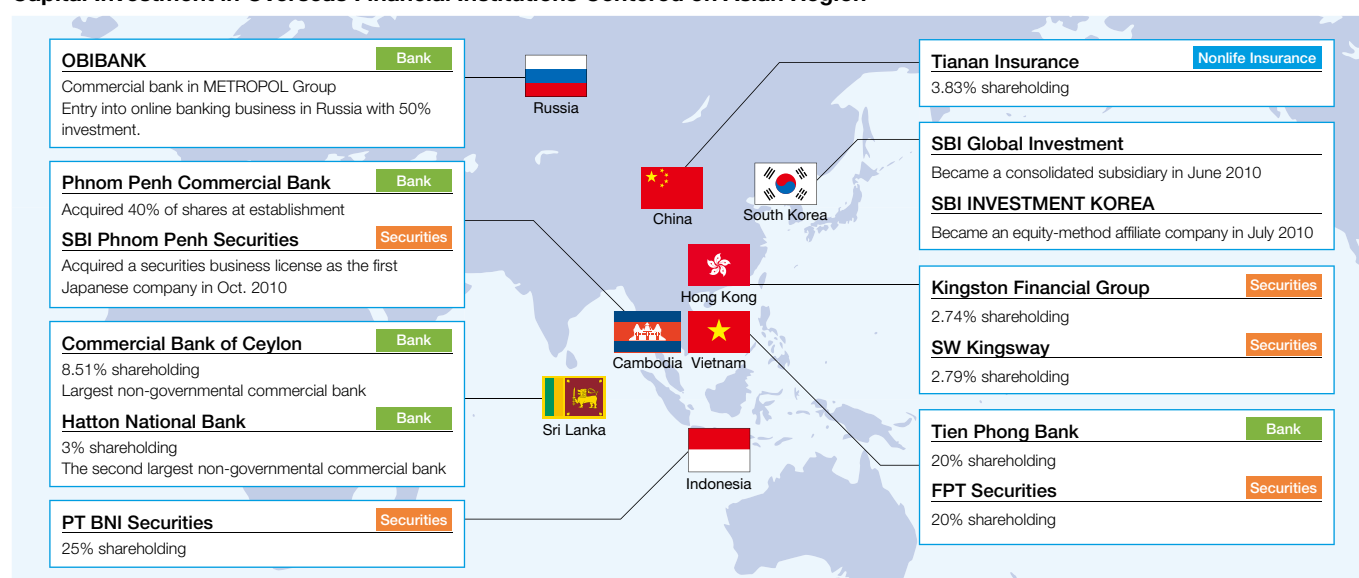 Capital Investment in Overseas Financial Institutions Centered on Asian Region
OBIBANK
Bank
Commercial bank in METROPOL Group
Entry into online banking business in Russia with 50%
investment.
Phnom Penh Commercial Bank
Bank
Acquired 40% of shares at establishment
SBI Phnom Penh Securities
Securities
Acquired a securities business license as the first
Japanese company in Oct. 2010
Commercial Bank of Ceylon
Bank
8.51% shareholding
Largest non-governmental commercial bank
Hatton National Bank
Bank
3% shareholding
The second largest non-governmental commercial bank
PT BNI Securities
Securities
25% shareholding
Russia
China
South Korea
Hong Kong
Cambodia
Vietnam
Sri Lanka
Indonesia
Tianan Insurance
Nonlife Insurance
3.83% shareholding
SBI Global Investment
Became a consolidated subsidiary in June 2010
SBI INVESTMENT KOREA
Became an equity-method affiliate company in July 2010
Kingston Financial Group
Securities
2.74% shareholding
SW Kingsway
Securities
2.79% shareholding
Tien Phong Bank
Bank
20% shareholding
FPT Securities
Securities
20% shareholding